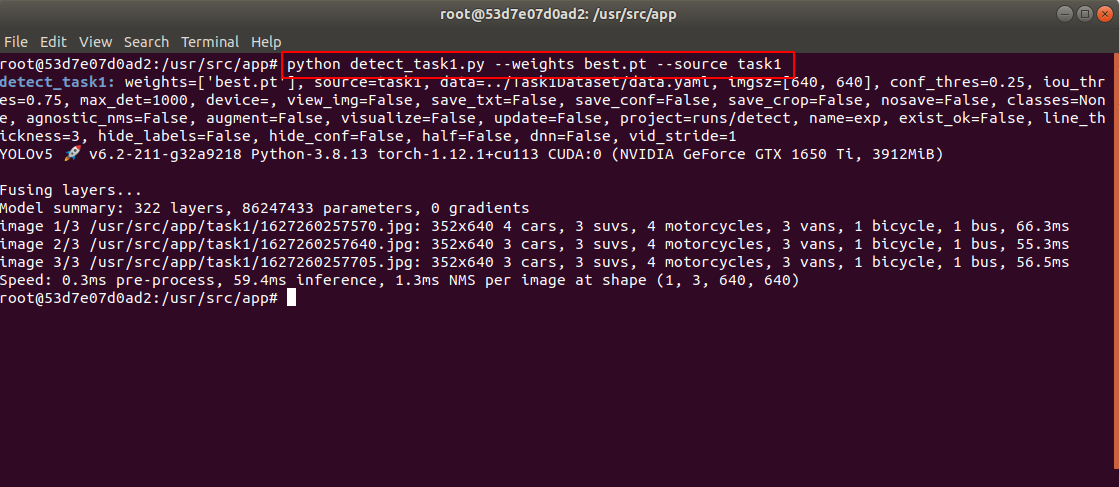 root@53d7e07d0ad2: /usr/src/app
File Edit View Search Terminal Help
root@53d7e07d0ad2:/usr/src/app# python detect_task1.py --weights best.pt --source task1
detect_task1: weights=['best.pt'], source=task1, data=../Task1Dataset/data.yaml, imgsz=[640, 640], conf_thres=0.25, iou_thr
es=0.75, max_det=1000, device=, view_img=False, save_txt=False, save_conf=False, save_crop=False, nosave=False, classes=Non
e, agnostic_nms=False, augment=False, visualize=False, update=False, project=runs/detect, name=exp, exist_ok=False, line_th
ickness=3, hide_labels=False, hide_conf=False, half=False, dnn=False, vid_stride=1
YOLOv5 🚀 v6.2-211-g32a9218 Python-3.8.13 torch-1.12.1+cu113 CUDA:0 (NVIDIA GeForce GTX 1650 Ti, 3912MiB)
Fusing layers...
Model summary: 322 layers, 86247433 parameters, 0 gradients
image 1/3 /usr/src/app/task1/1627260257570.jpg: 352x640 4 cars, 3 suvs, 4 motorcycles, 3 vans, 1 bicycle, 1 bus, 66.3ms
image 2/3 /usr/src/app/task1/1627260257640.jpg: 352x640 4 cars, 3 suvs, 4 motorcycles, 3 vans, 1 bicycle, 1 bus, 55.3ms
image 3/3 /usr/src/app/task1/1627260257705.jpg: 352x640 3 cars, 3 suvs, 4 motorcycles, 3 vans, 1 bicycle, 1 bus, 56.5ms
Speed: 0.3ms pre-process, 59.4ms inference, 1.3ms NMS per image at shape (1, 3, 640, 640)
root@53d7e07d0ad2:/usr/src/app#